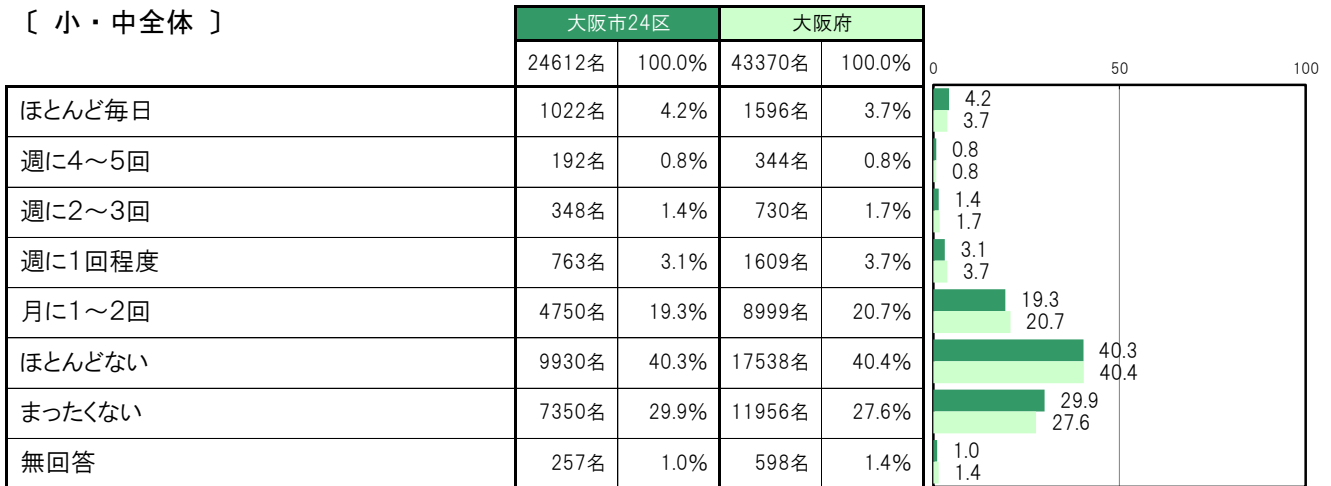 〔 小・中全体 〕
大阪市24区 大阪府
24612名 100.0% 43370名 100.0%
0 50 100
ほとんど毎日 1022名 4.2% 1596名 3.7% 4.2
3.7
週に4～5回 192名 0.8% 344名 0.8% 0.8
0.8
週に2～3回 348名 1.4% 730名 1.7% 1.4
1.7
週に1回程度 763名 3.1% 1609名 3.7% 3.1
3.7
月に1～2回 4750名 19.3% 8999名 20.7% 19.3
20.7
ほとんどない 9930名 40.3% 17538名 40.4% 40.3
40.4
まったくない 7350名 29.9% 11956名 27.6% 29.9
27.6
無回答 257名 1.0% 598名 1.4% 1.0
1.4